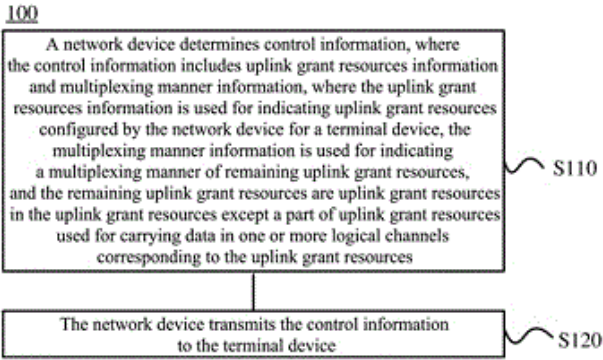 100
A network device determines control information, where
the control information includes uplink grant resources information
and multiplexing manner information, where the uplink grant
resources information is used for indicating uplink grant resources
configured by the network device for a terminal device, the
multiplexing manner information is used for indicating
a multiplexing manner of remaining uplink grant resources,
and the remaining uplink grant resources are uplink grant resources
in the uplink grant resources except a part of uplink grant resources
used for carrying data in one or more logical channels
corresponding to the uplink grant resources
S110
The network device transmits the control information
to the terminal device
S120